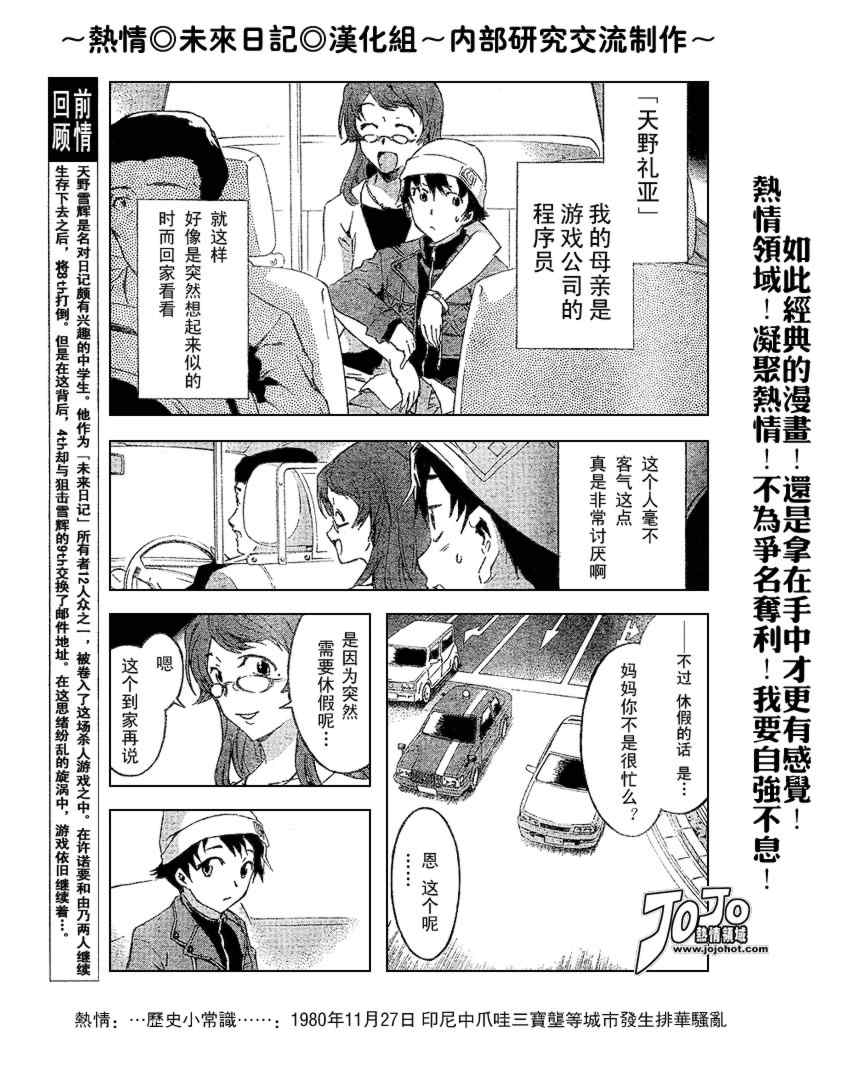 ～熱情◎未來日記◎漢化組～内部研究交流制作～
前情
回顾
天野雪辉是名对日记颇有兴趣的中学生。他作为「未来日记」所有者12人众之一，被卷入了这场杀人游戏之中。在许诺要和由乃两人继续
生存下去之后，将8 th打倒。但是在这背后，4th却与狙击雪辉的9th交换了邮件地址。在这思绪纷乱的旋涡中，游戏依旧继续着…。
「天野礼亚」
我的母亲是
游戏公司的
程序员
就这样
好像是突然想起来似的
时而回家看看
这个人毫不
客气这点
真是非常讨厌啊
——不过 休假的话 是…
妈妈你不是很忙么？
恩 这个呢
……
是因为突然
需要休假呢…
嗯
这个到家再说
如此經典的漫畫！還是拿在手中才更有感覺！
熱情領域！凝聚熱情！不為爭名奪利！我要自強不息！
JOJO
熱情領域
www.jojohot.com
熱情：…歷史小常識……：1980年11月27日 印尼中爪哇三寶壟等城市發生排華騷亂